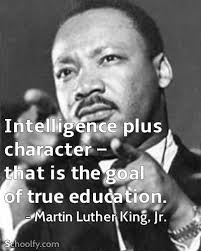 Intelligence plus
character –
that is the goal
of true education.
- Martin Luther King, Jr.
Schoolfy.com